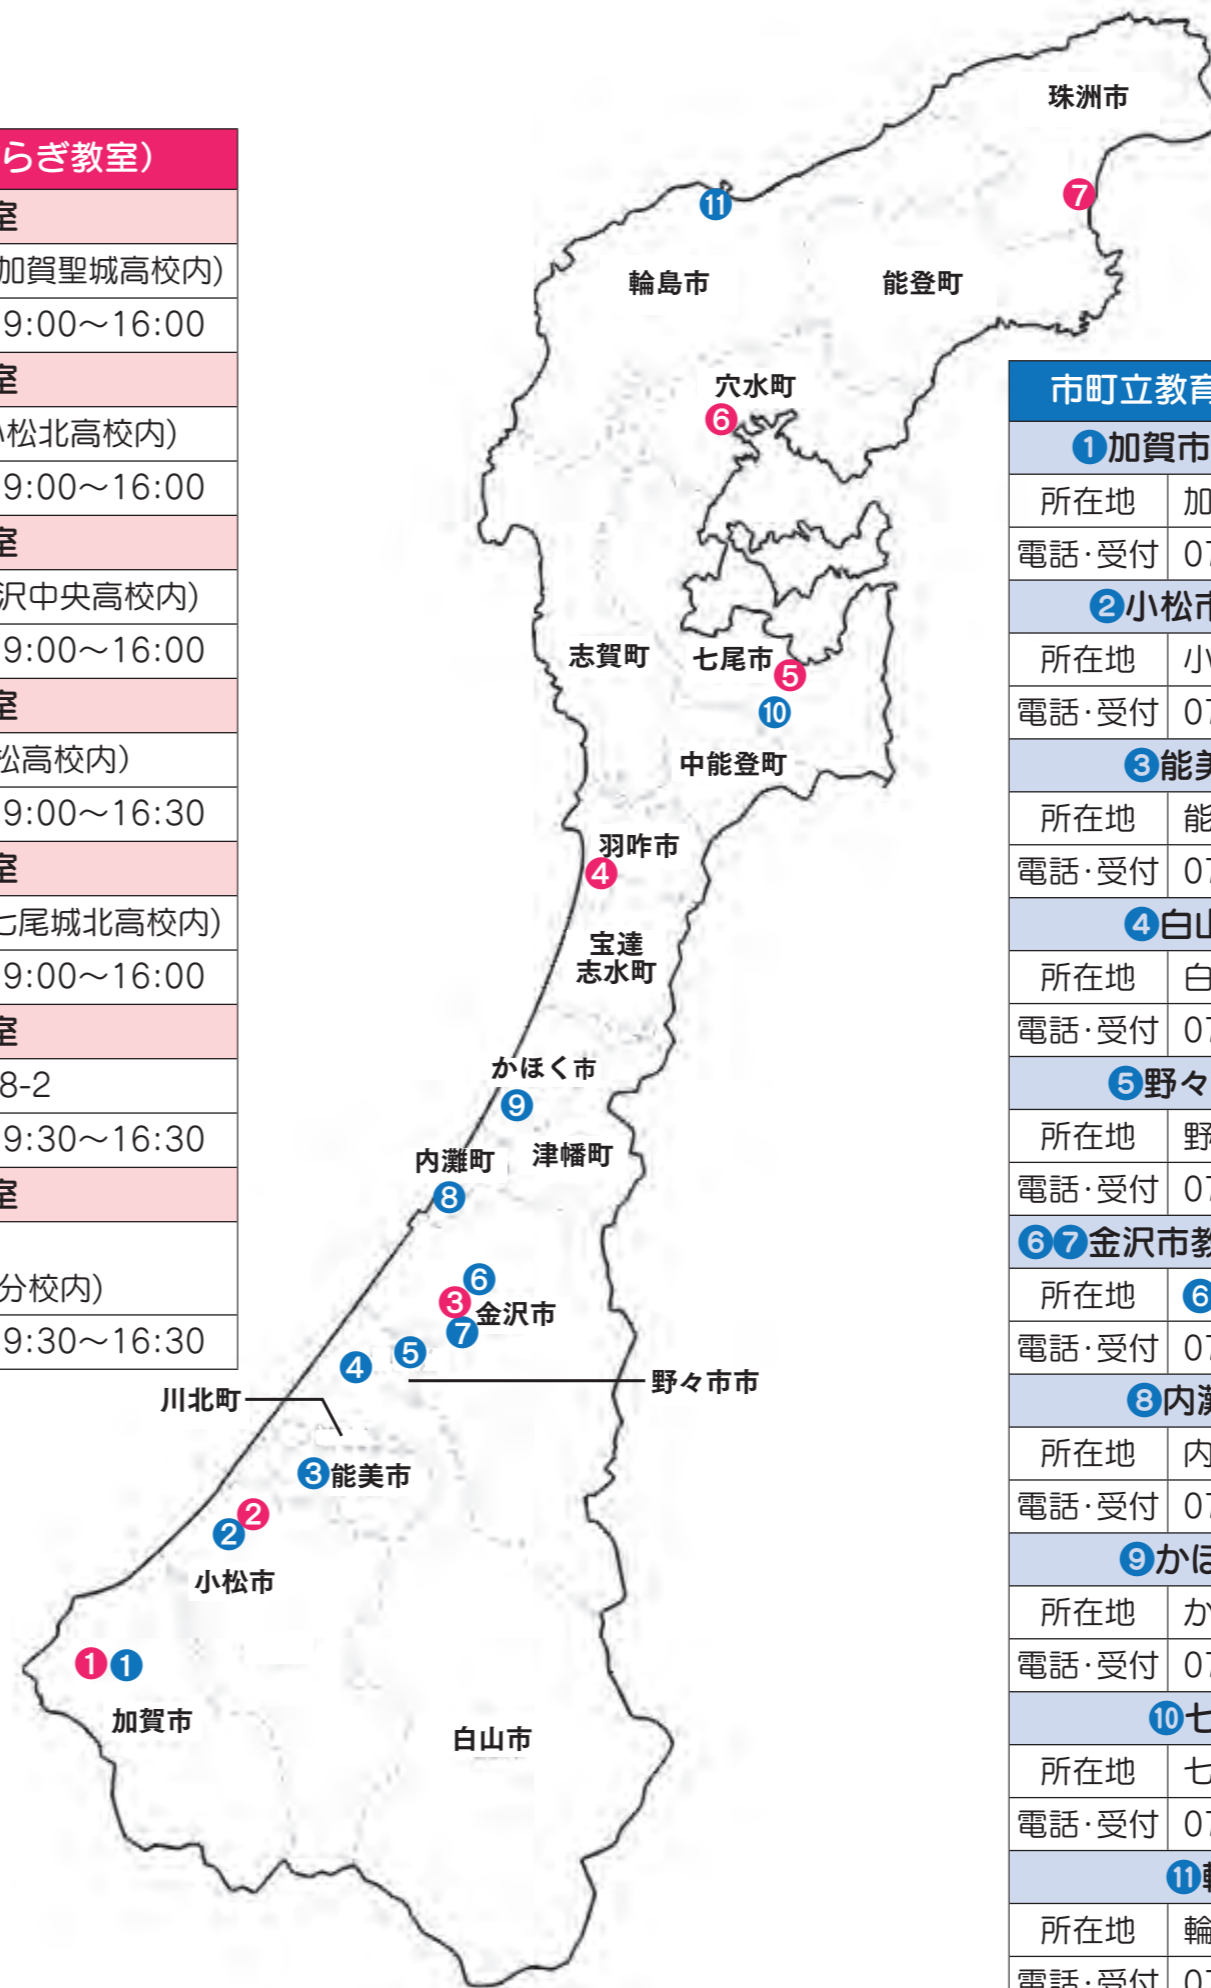 らぎ教室)
室
加賀聖城高校内)
9:00～16:00
室
小松北高校内)
9:00～16:00
室
沢中央高校内)
9:00～16:00
室
松高校内)
9:00～16:30
室
七尾城北高校内)
9:00～16:00
室
8-2
9:30～16:30
室
分校内)
9:30～16:30
珠洲市
7
11
輪島市
能登町
穴水町
6
志賀町
七尾市
5
10
中能登町
羽咋市
4
宝達
志水町
かほく市
9
津幡町
内灘町
8
6
3
金沢市
7
5
4
野々市市
川北町
3 能美市
2
2
小松市
1 1
加賀市
白山市
市町立教育
1加賀市
所在地 加
電話・受付 07
2小松市
所在地 小
電話・受付 07
3能美
所在地 能
電話・受付 07
4白山
所在地 白
電話・受付 07
5野々
所在地 野
電話・受付 07
67金沢市教
所在地 6
電話・受付 07
8内灘
所在地 内
電話・受付 07
9かほ
所在地 か
電話・受付 07
10七
所在地 七
電話・受付 07
11輪
所在地 輪
電話・受付 07